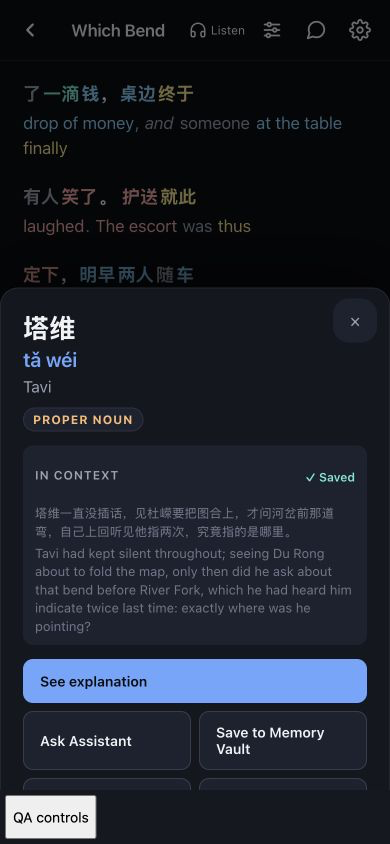 Which Bend
Listen
了一滴钱，桌边终于
drop of money, and someone at the table
finally
有人笑了。护送就此
laughed. The escort was thus
定下，明早两人随车
塔维
×
tǎ wéi
Tavi
PROPER NOUN
IN CONTEXT
✓ Saved
塔维一直没插话，见杜嵘要把图合上，才问河岔前那道
弯，自己上回听见他指两次，究竟指的是哪里。
Tavi had kept silent throughout; seeing Du Rong
about to fold the map, only then did he ask about
that bend before River Fork, which he had heard him
indicate twice last time: exactly where was he
pointing?
See explanation
Ask Assistant
Save to Memory
Vault
QA controls